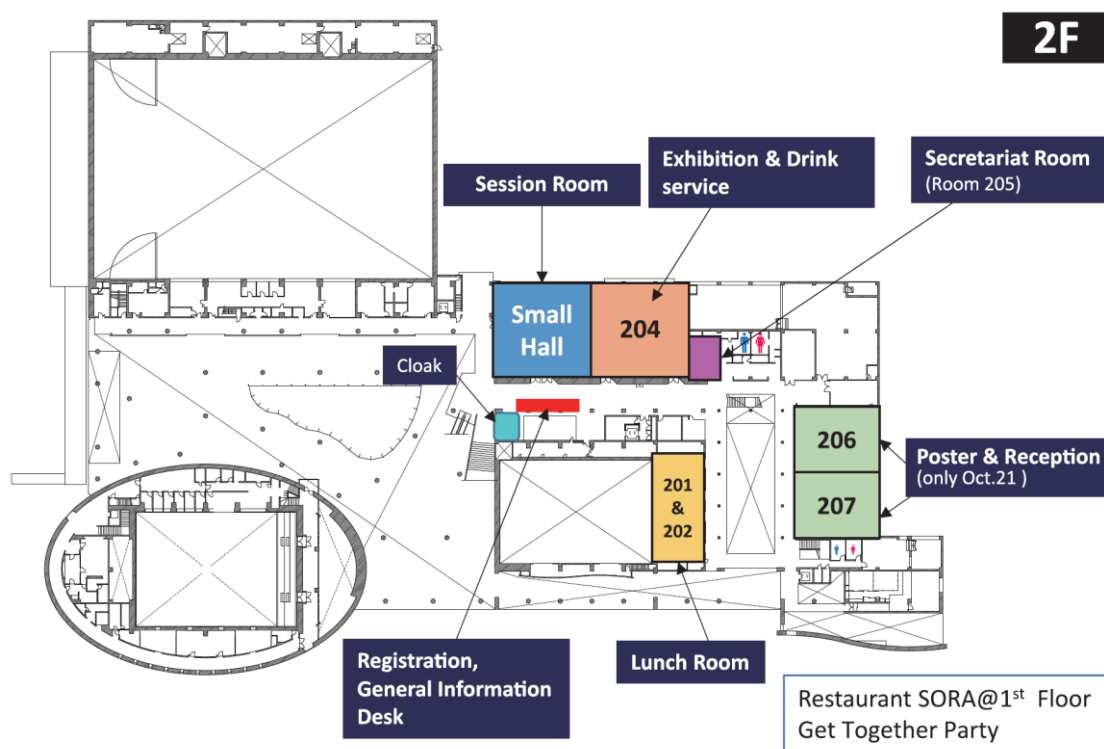 2F
Exhibition & Drink
service
Secretariat Room
(Room 205)
Session Room
Small
Hall
204
Cloak
206
207
Poster & Reception
(only Oct.21 )
201
&
202
Registration,
General Information
Desk
Lunch Room
Restaurant SORA@1st Floor
Get Together Party